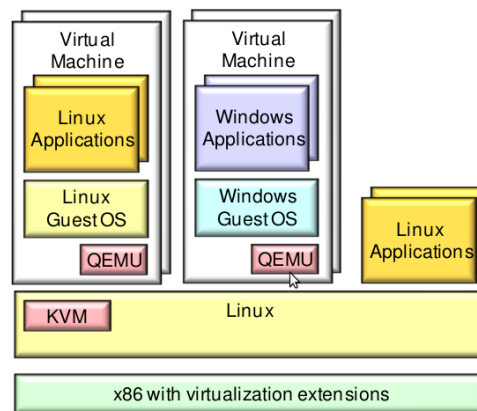 Virtual
Machine
Linux
Applications
Linux
Guest OS
QEMU
Virtual
Machine
Windows
Applications
Windows
Guest OS
QEMU
Linux
Applications
KVM
Linux
x86 with virtualization extensions